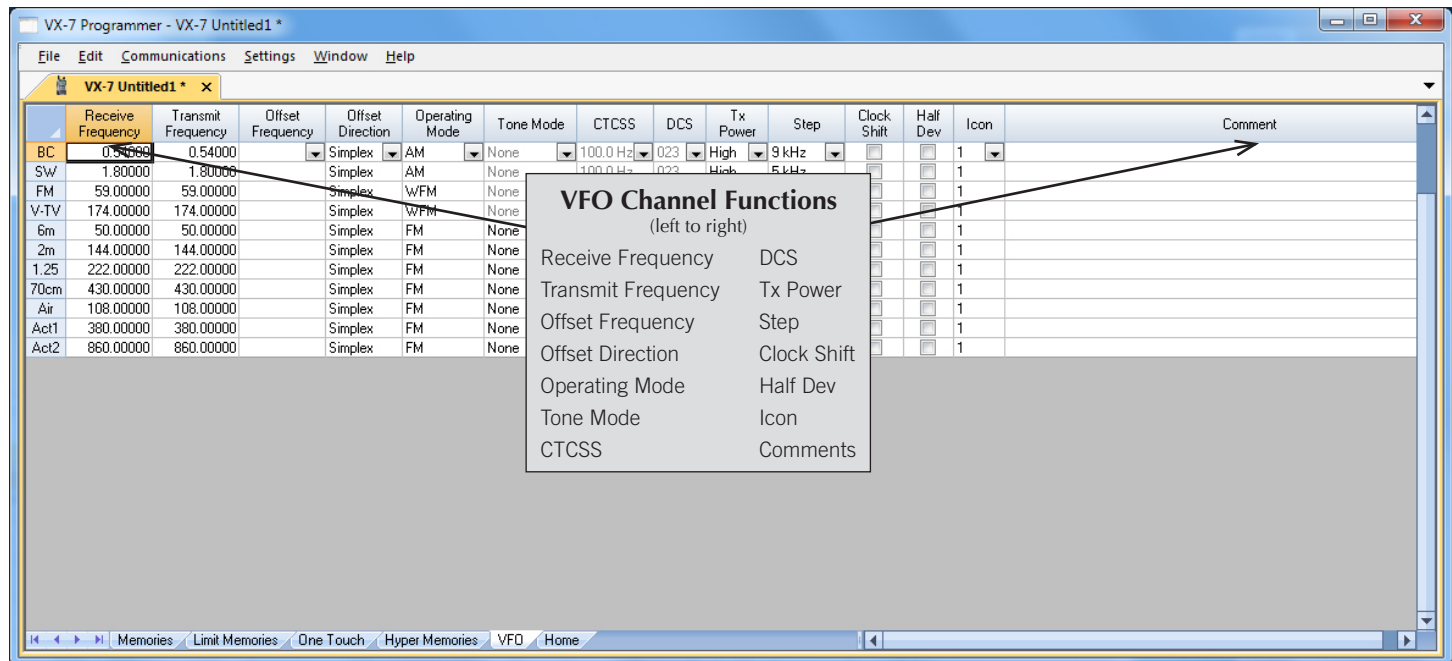 VX-7 Programmer - VX-7 Untitled1 *
File Edit Communications Settings Window Help
VX-7 Untitled1 * x
Receive Frequency Transmit Frequency Offset Frequency Offset Direction Operating Mode Tone Mode CTCSS DCS Tx Power Step Clock Shift Half Dev Icon Comment
BC 0.54000 0.54000 Simplex AM None 100.0 Hz 023 High 9 kHz 1
SW 1.80000 1.80000 Simplex AM None 100.0 Hz 023 High 5 kHz 1
FM 59.00000 59.00000 Simplex WFM None 1
V-TV 174.00000 174.00000 Simplex WFM None 1
6m 50.00000 50.00000 Simplex FM None 1
2m 144.00000 144.00000 Simplex FM None 1
1.25 222.00000 222.00000 Simplex FM None 1
70cm 430.00000 430.00000 Simplex FM None 1
Air 108.00000 108.00000 Simplex FM None 1
Act1 380.00000 380.00000 Simplex FM None 1
Act2 860.00000 860.00000 Simplex FM None 1
VFO Channel Functions
(left to right)
Receive Frequency DCS
Transmit Frequency Tx Power
Offset Frequency Step
Offset Direction Clock Shift
Operating Mode Half Dev
Tone Mode Icon
CTCSS Comments
Memories Limit Memories One Touch Hyper Memories VFO Home